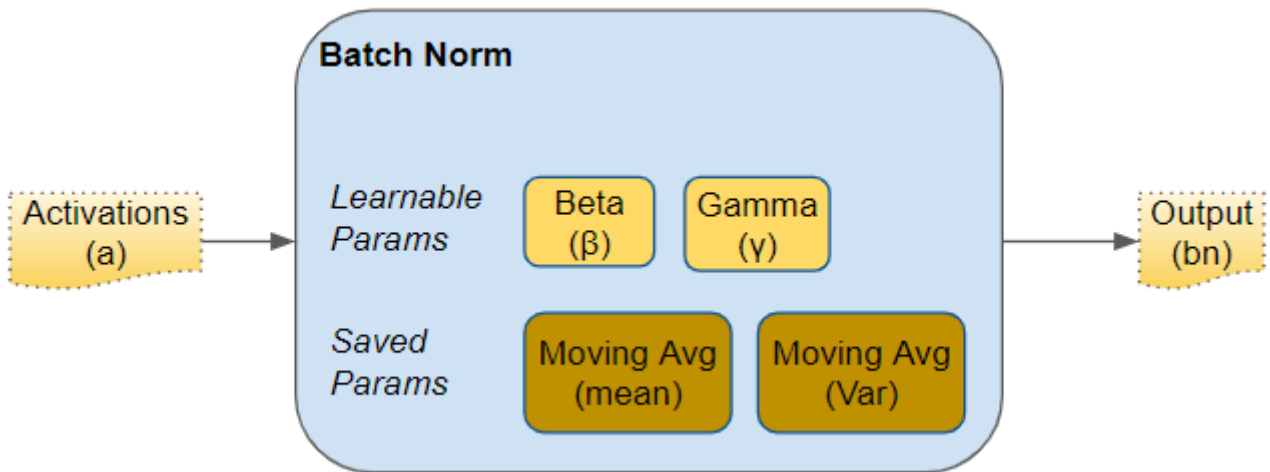 Batch Norm
Activations
(a)
Learnable
Params
Beta
(β)
Gamma
(γ)
Output
(bn)
Saved
Params
Moving Avg
(mean)
Moving Avg
(Var)